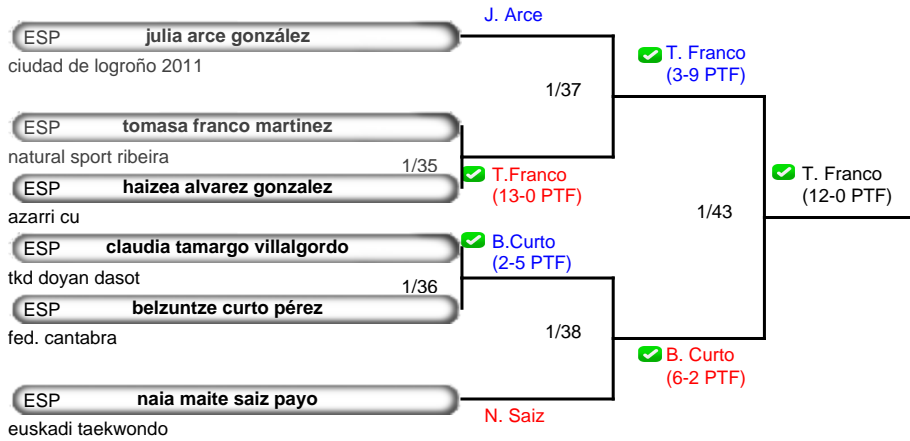 J. Arce
ESP julia arce gonzález
ciudad de logroño 2011
T. Franco
(3-9 PTF)
1/37
ESP tomasa franco martinez
natural sport ribeira
1/35
T.Franco
(13-0 PTF)
ESP haizea alvarez gonzalez
azarri cu
T. Franco
(12-0 PTF)
1/43
ESP claudia tamargo villalgordo
tkd doyan dasot
B.Curto
(2-5 PTF)
1/36
ESP belzuntze curto pérez
fed. cantabra
1/38
B. Curto
(6-2 PTF)
ESP naia maite saiz payo
N. Saiz
euskadi taekwondo